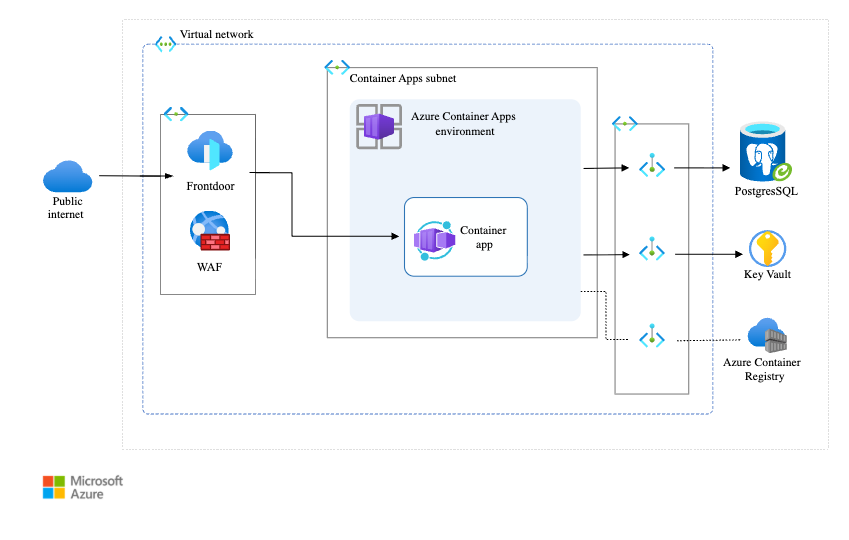 Virtual network
Container Apps subnet
Azure Container Apps
environment
Frontdoor
Public
internet
WAF
Container
app
PostgresSQL
Key Vault
Azure Container
Registry
Microsoft
Azure